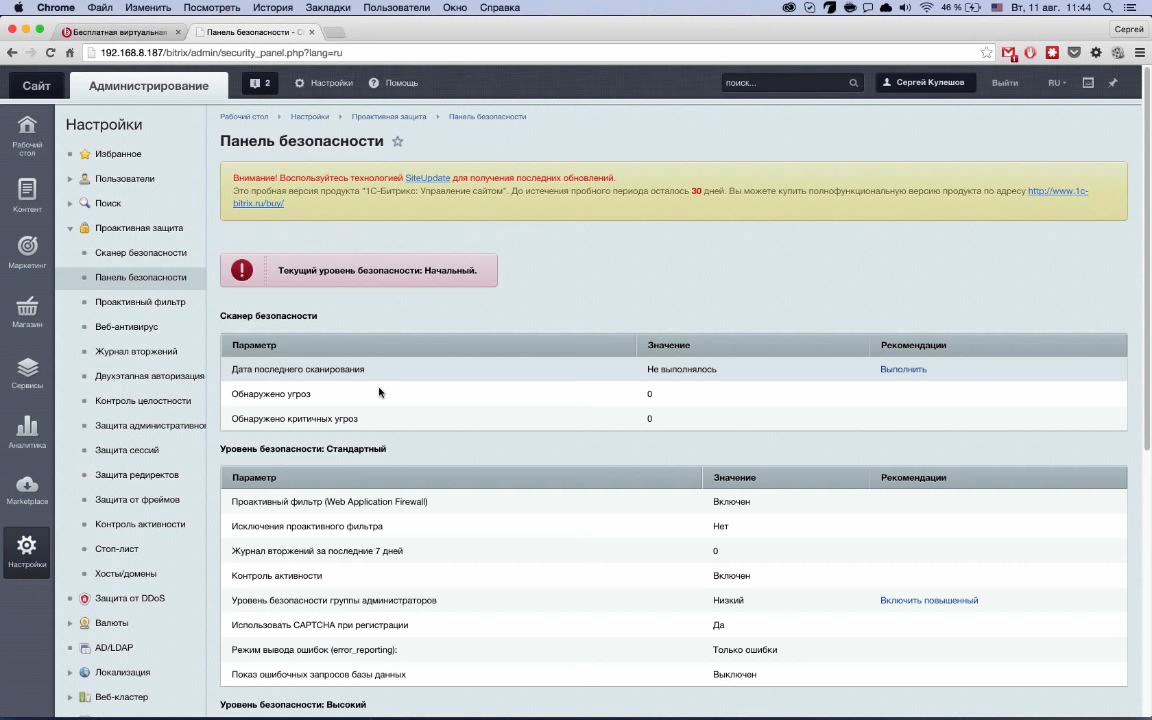 Chrome Файл Изменить Посмотреть История Закладки Пользователи Окно Справка 46 % Вт, 11 авг. 11:44
Бесплатная виртуальная Панель безопасности - Сергей
192.168.8.187/bitrix/admin/security_panel.php?lang=ru
Сайт Администрирование 2 Настройки Помощь поиск... Сергей Кулешов Выйти RU
Рабочий стол
Контент
Маркетинг
Магазин
Сервисы
Аналитика
Marketplace
Настройки
Настройки
Избранное
Пользователи
Поиск
Проактивная защита
Сканер безопасности
Панель безопасности
Проактивный фильтр
Веб-антивирус
Журнал вторжений
Двухэтапная авторизация
Контроль целостности
Защита административно
Защита сессий
Защита редиректов
Защита от фреймов
Контроль активности
Стоп-лист
Хосты/домены
Защита от DDoS
Валюты
AD/LDAP
Локализация
Веб-кластер
Рабочий стол Настройки Проактивная защита Панель безопасности
Панель безопасности
Внимание! Воспользуйтесь технологией SiteUpdate для получения последних обновлений.
Это пробная версия продукта "1С-Битрикс: Управление сайтом". До истечения пробного периода осталось 30 дней. Вы можете купить полнофункциональную версию продукта по адресу http://www.1c-
bitrix.ru/buy/
Текущий уровень безопасности: Начальный.
Сканер безопасности
Параметр Значение Рекомендации
Дата последнего сканирования Не выполнялось Выполнить
Обнаружено угроз 0
Обнаружено критичных угроз 0
Уровень безопасности: Стандартный
Параметр Значение Рекомендации
Проактивный фильтр (Web Application Firewall) Включен
Исключения проактивного фильтра Нет
Журнал вторжений за последние 7 дней 0
Контроль активности Включен
Уровень безопасности группы администраторов Низкий Включить повышенный
Использовать CAPTCHA при регистрации Да
Режим вывода ошибок (error_reporting): Только ошибки
Показ ошибочных запросов базы данных Выключен
Уровень безопасности: Высокий